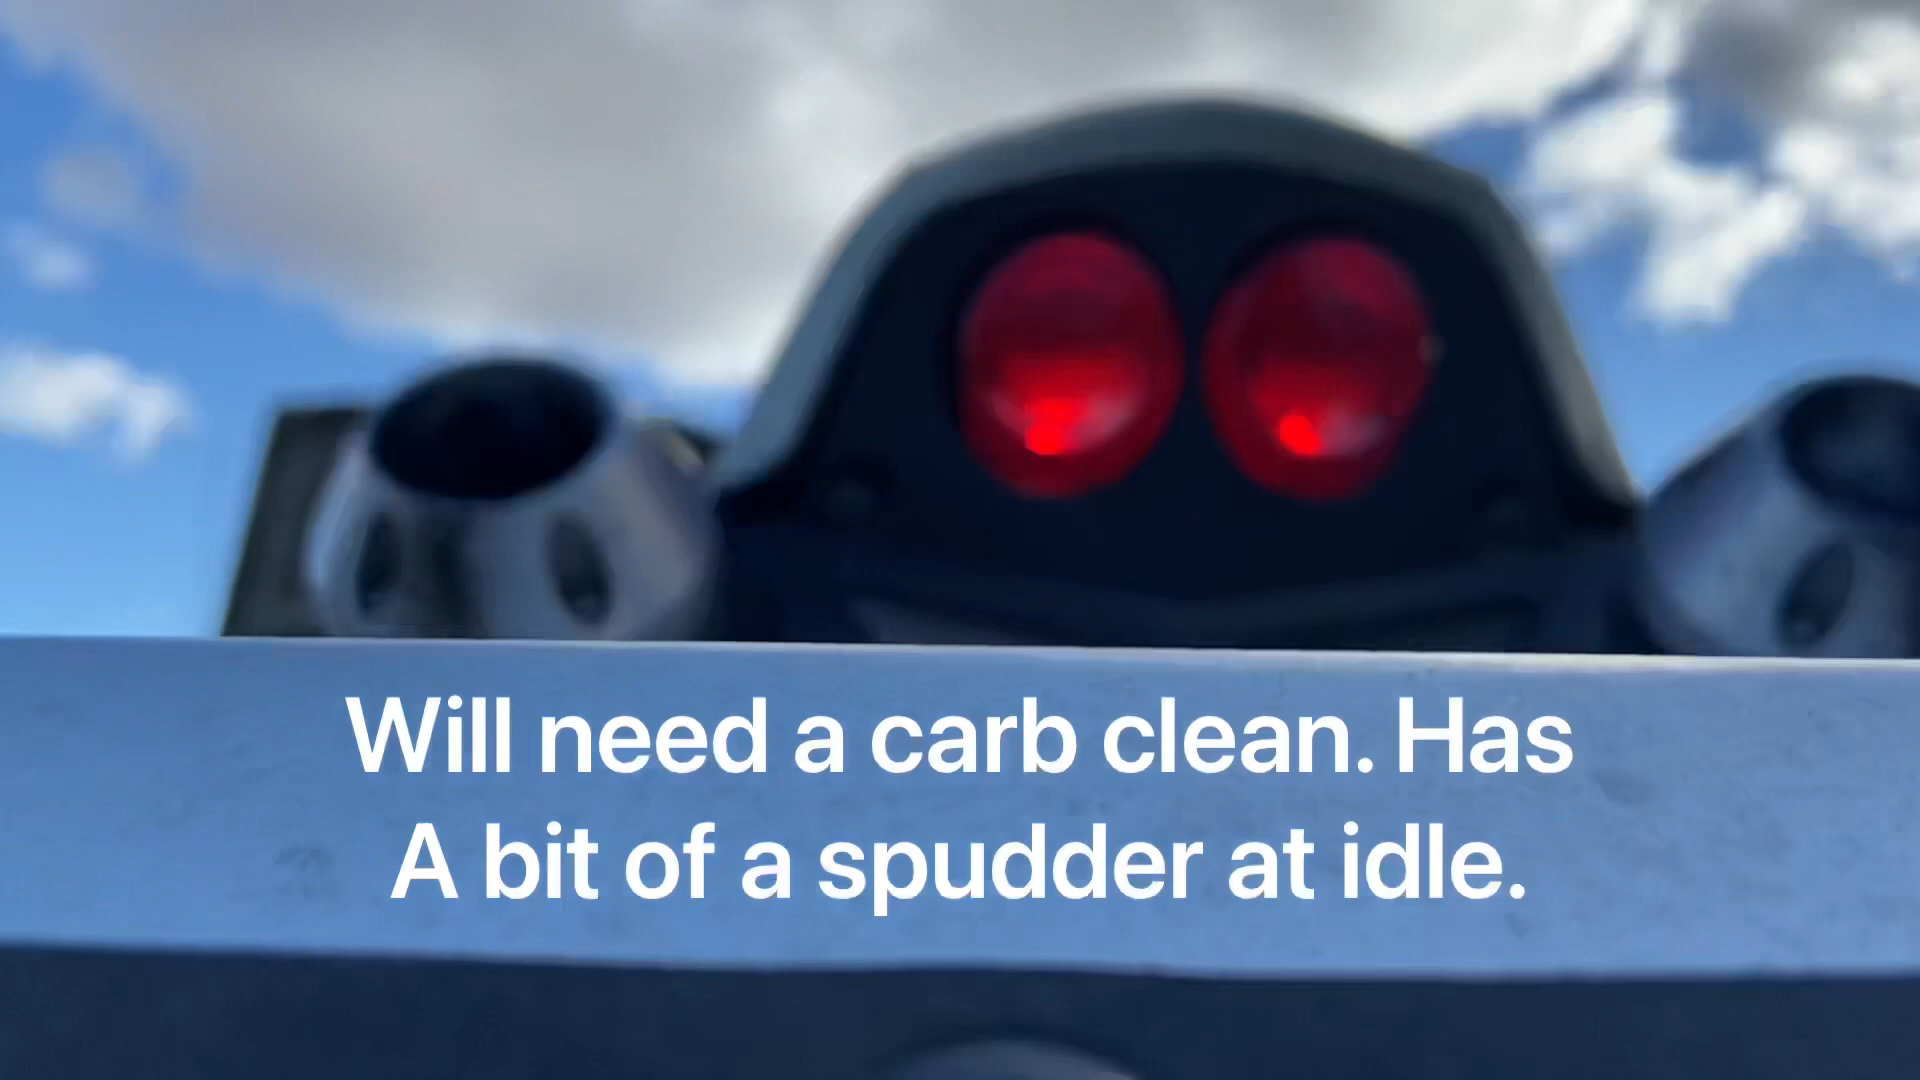 Will need a carb clean. Has
A bit of a spudder at idle.